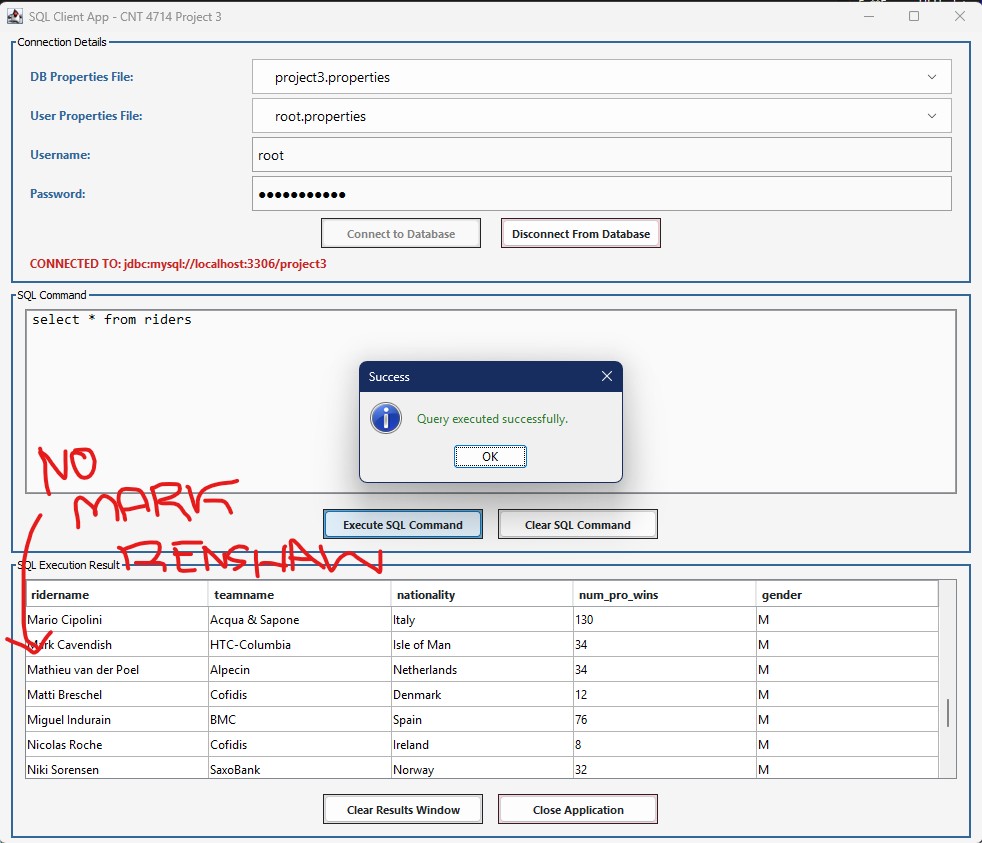 SQL Client App - CNT 4714 Project 3
Connection Details
DB Properties File: project3.properties
User Properties File: root.properties
Username: root
Password: ●●●●●●●●●●●
Connect to Database Disconnect From Database
CONNECTED TO: jdbc:mysql://localhost:3306/project3
SQL Command
select * from riders
Success
Query executed successfully.
OK
NO
MARK
RENSHAW
Execute SQL Command Clear SQL Command
SQL Execution Result
ridername teamname nationality num_pro_wins gender
Mario Cipolini Acqua & Sapone Italy 130 M
Mark Cavendish HTC-Columbia Isle of Man 34 M
Mathieu van der Poel Alpecin Netherlands 34 M
Matti Breschel Cofidis Denmark 12 M
Miguel Indurain BMC Spain 76 M
Nicolas Roche Cofidis Ireland 8 M
Niki Sorensen SaxoBank Norway 32 M
Clear Results Window Close Application